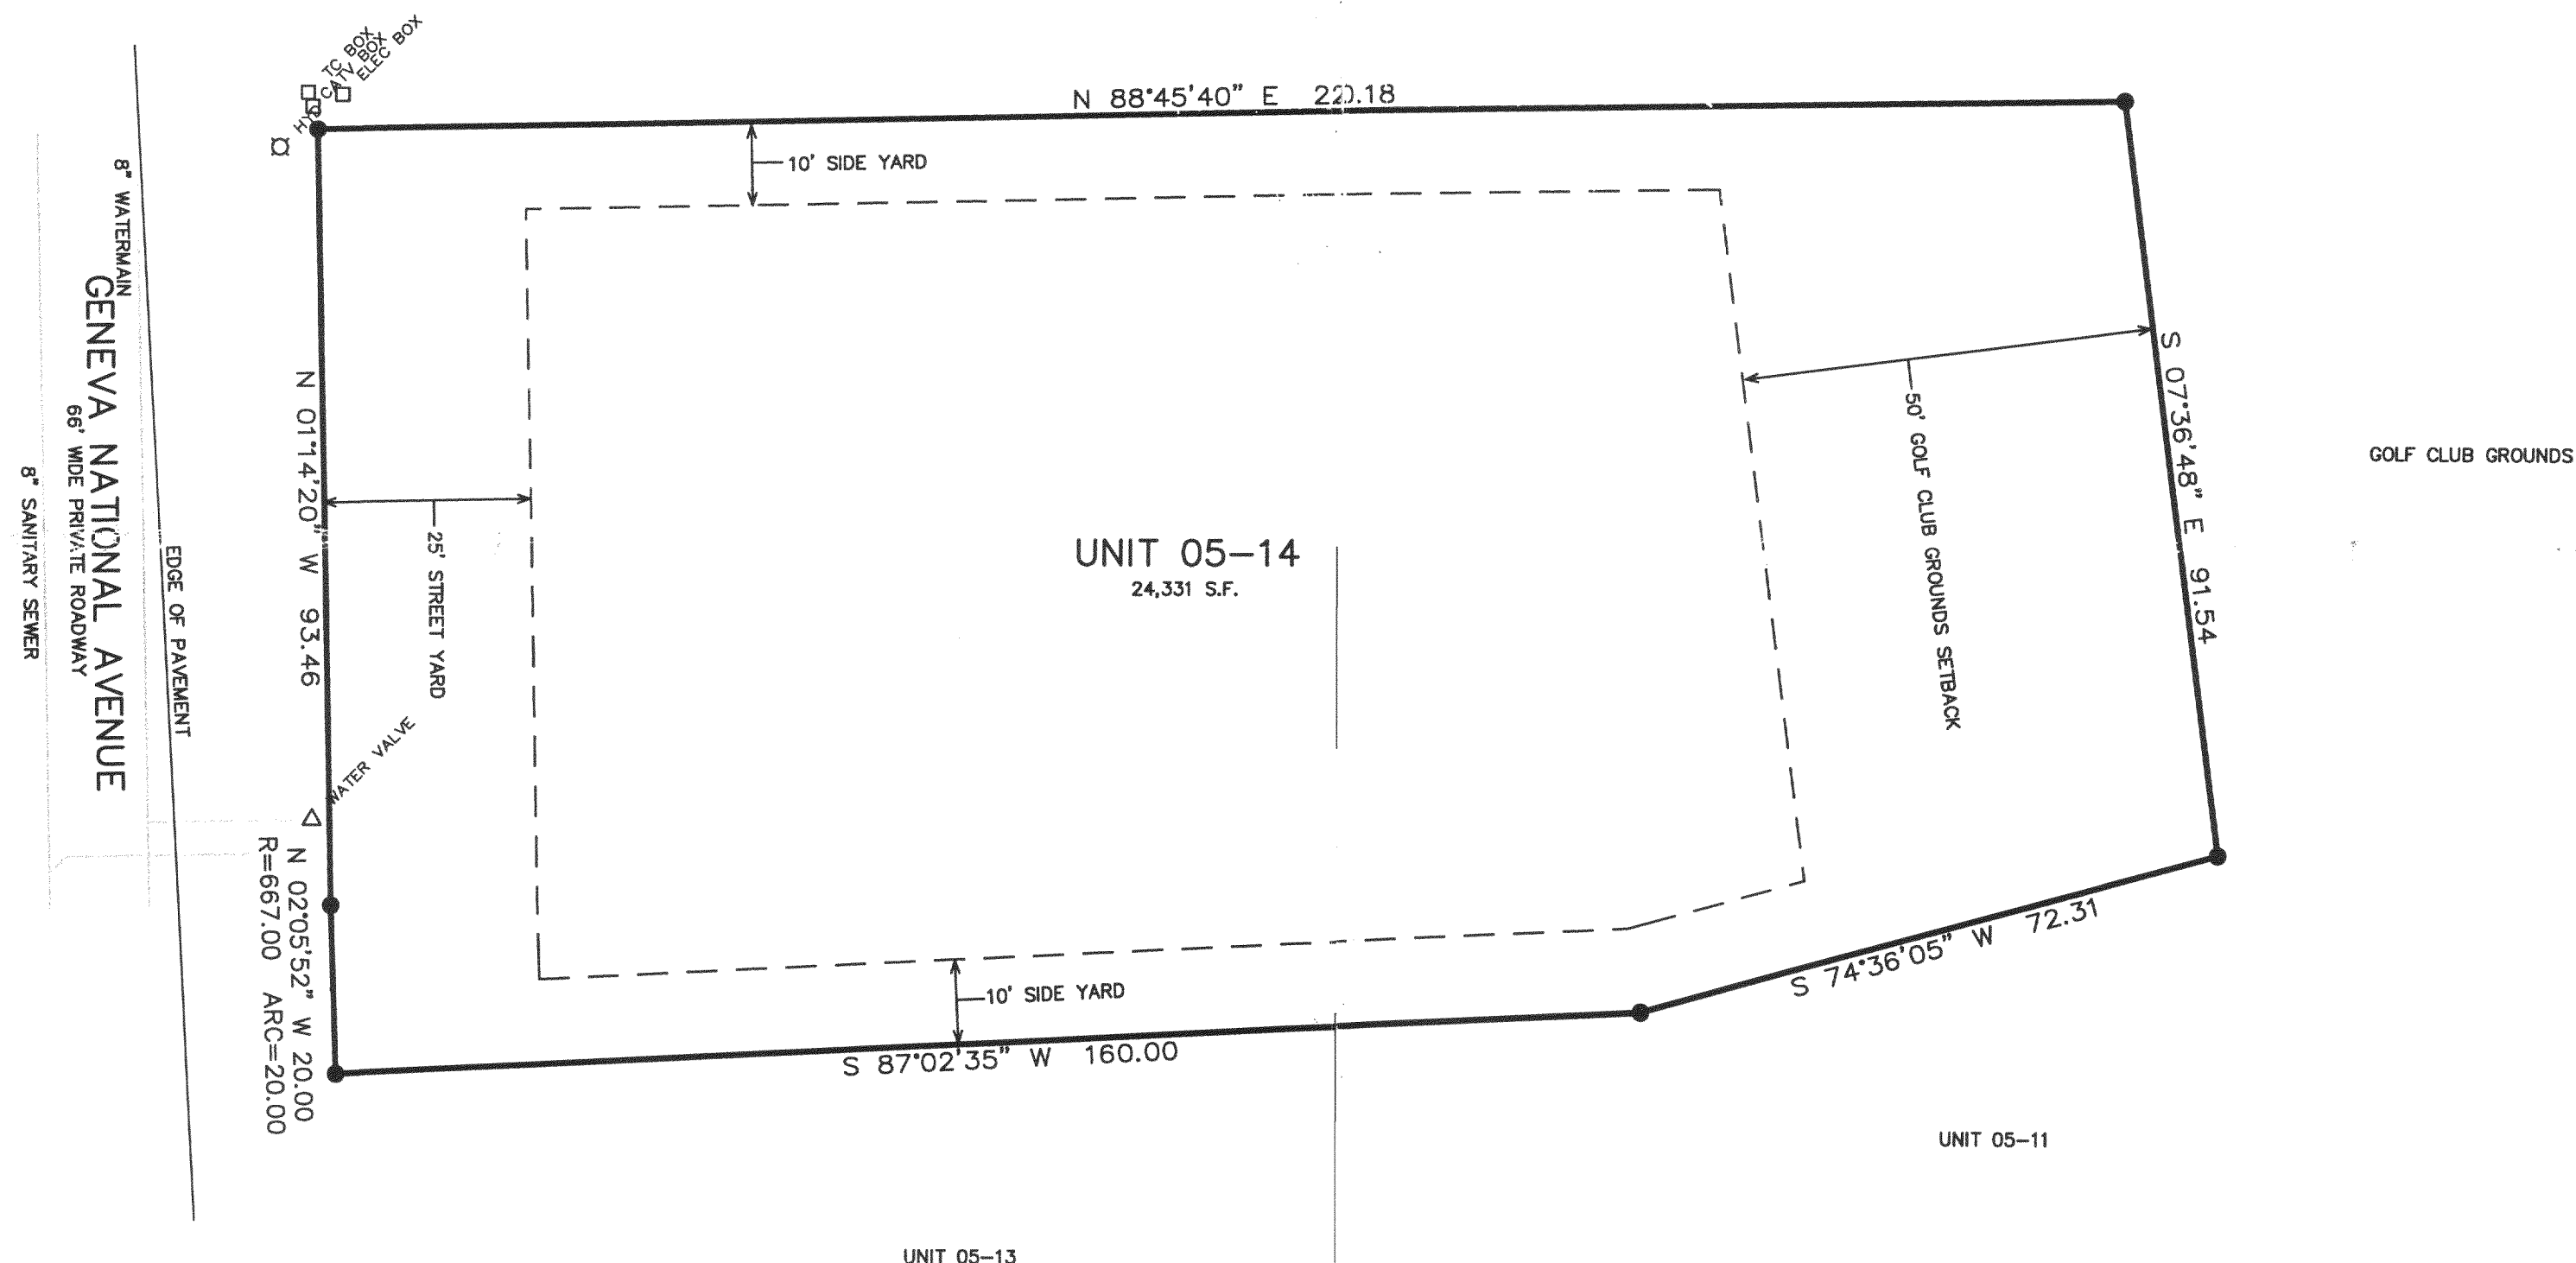 TC BOX
CATV BOX
ELEC BOX
HYD
N 88°45'40" E 220.18
10' SIDE YARD
8" WATERMAIN
GENEVA NATIONAL AVENUE
66' WIDE PRIVATE ROADWAY
8" SANITARY SEWER
EDGE OF PAVEMENT
N 01°14'20" W 93.46
25' STREET YARD
WATER VALVE
N 02°05'52" W 20.00
R=667.00 ARC=20.00
UNIT 05-14
24,331 S.F.
50' GOLF CLUB GROUNDS SETBACK
S 07°36'48" E 91.54
GOLF CLUB GROUNDS
10' SIDE YARD
S 87°02'35" W 160.00
S 74°36'05" W 72.31
UNIT 05-11
UNIT 05-13